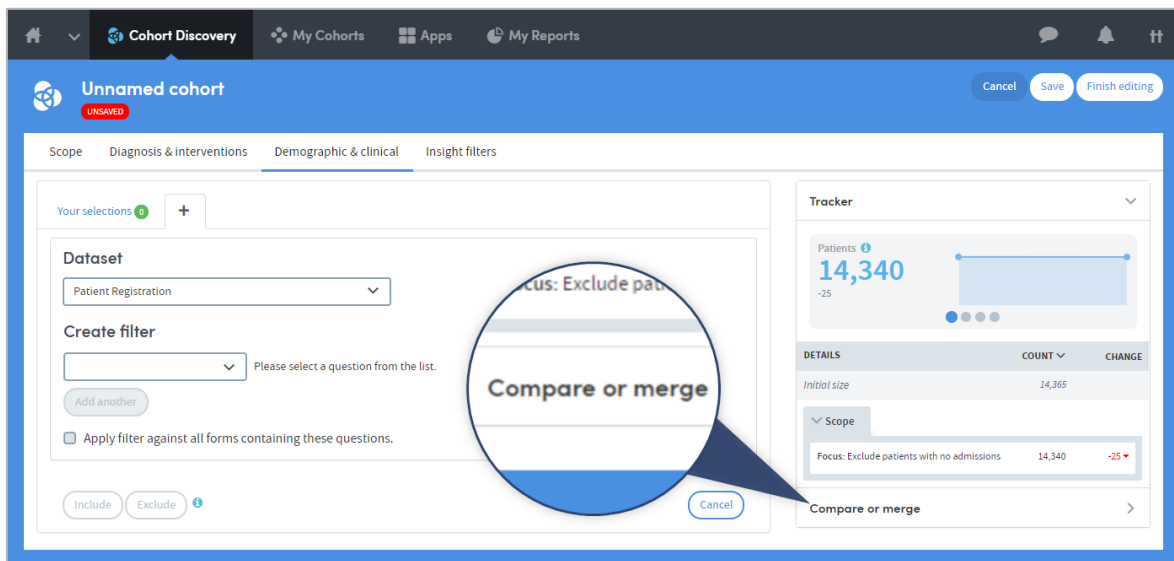 Cohort Discovery My Cohorts Apps My Reports
Unnamed cohort
UNSAVED
Cancel Save Finish editing
Scope Diagnosis & interventions Demographic & clinical Insight filters
Your selections 0 +
Dataset
Patient Registration
Create filter
Please select a question from the list.
Add another
Apply filter against all forms containing these questions.
Include Exclude
Cancel
cus: Exclude pati
Compare or merge
Tracker
Patients
14,340
-25
DETAILS COUNT CHANGE
Initial size 14,365
Scope
Focus: Exclude patients with no admissions 14,340 -25
Compare or merge